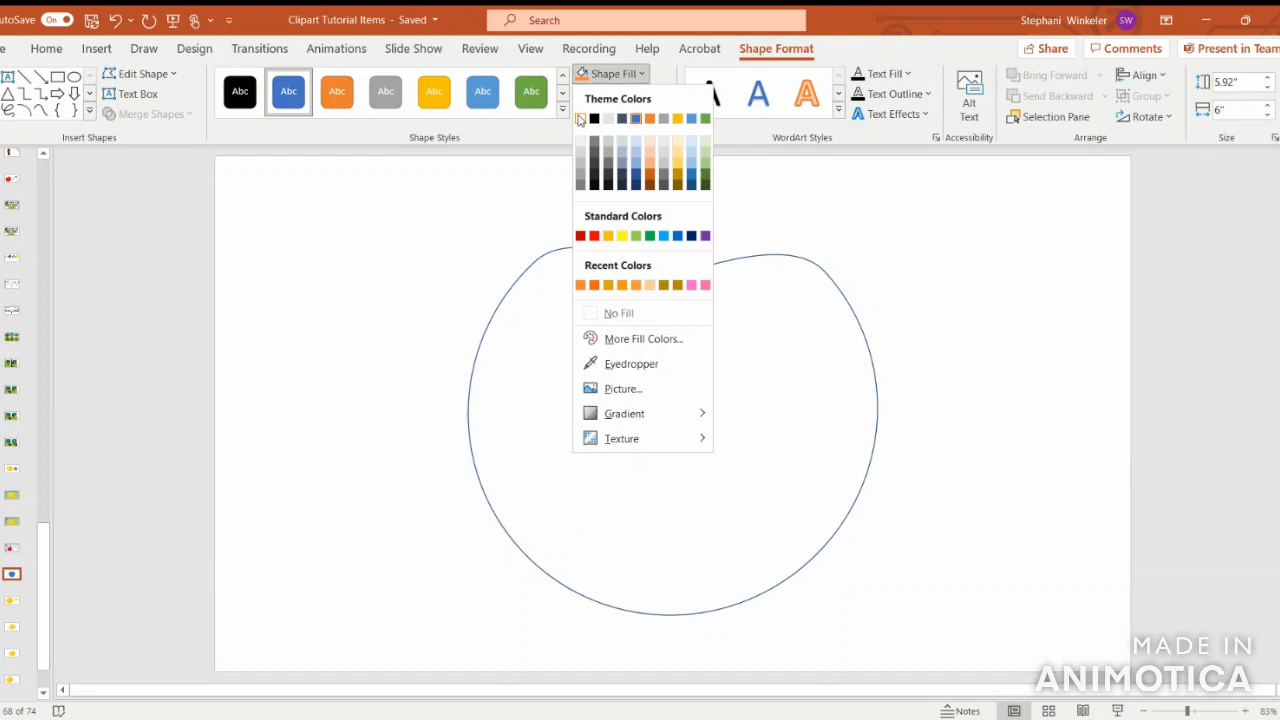 utoSave On Clipart Tutorial Items - Saved Search Stephani Winkeler SW
Home Insert Draw Design Transitions Animations Slide Show Review View Recording Help Acrobat Shape Format Share Comments Present in Team
Edit Shape
Text Box
Merge Shapes
Insert Shapes
Abc Abc Abc Abc Abc Abc Abc
Shape Styles
Shape Fill
Theme Colors
Standard Colors
Recent Colors
No Fill
More Fill Colors...
Eyedropper
Picture...
Gradient
Texture
A A A
Text Fill
Text Outline
Text Effects
WordArt Styles
Alt
Text
Accessibility
Bring Forward Align
Send Backward Group
Selection Pane Rotate
Arrange
5.92"
6"
Size
MADE IN
ANIMOTICA
68 of 74 Notes 83%